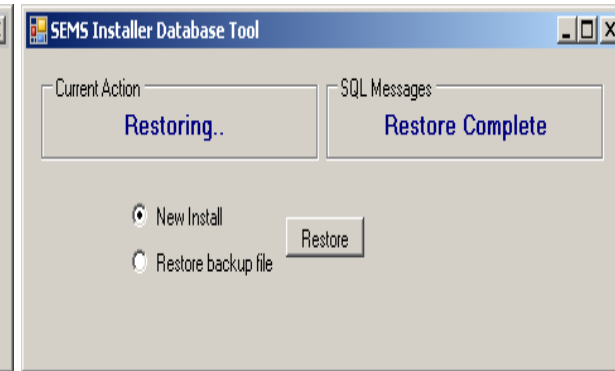 SEMS Installer Database Tool
Current Action
SQL Messages
Restoring..
Restore Complete
New Install
Restore backup file
Restore